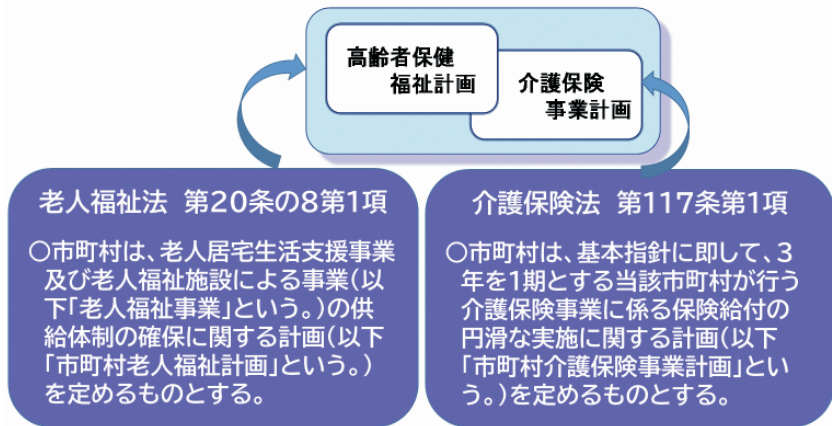 高齢者保健
福祉計画
介護保険
事業計画
老人福祉法 第20条の8第1項
○市町村は、老人居宅生活支援事業
及び老人福祉施設による事業(以
下「老人福祉事業」という。)の供
給体制の確保に関する計画(以下
「市町村老人福祉計画」という。)
を定めるものとする。
介護保険法 第117条第1項
○市町村は、基本指針に即して、3
年を1期とする当該市町村が行う
介護保険事業に係る保険給付の
円滑な実施に関する計画(以下
「市町村介護保険事業計画」とい
う。)を定めるものとする。